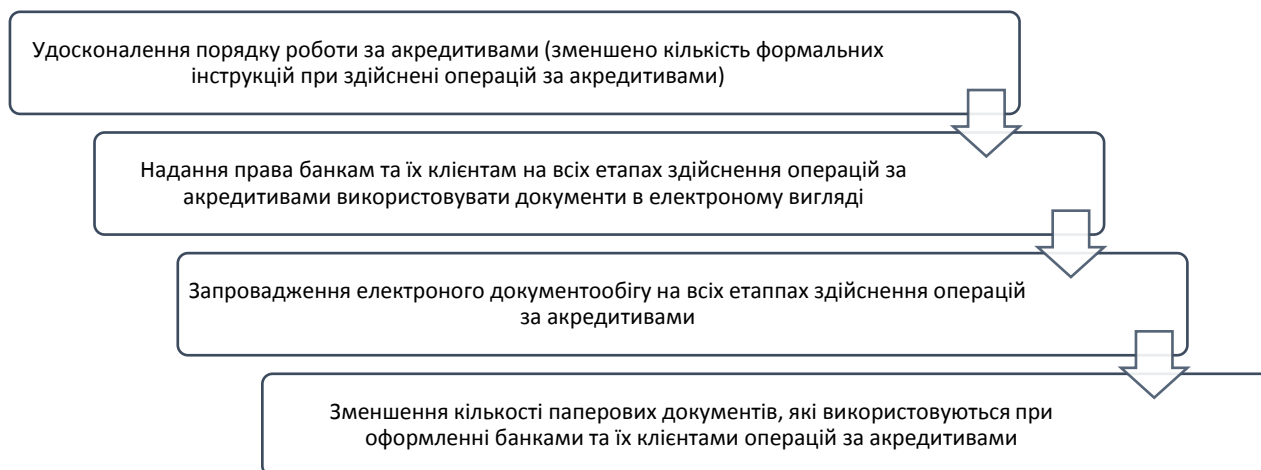 Удосконалення порядку роботи за акредитивами (зменшено кількість формальних
інструкцій при здійснені операцій за акредитивами)
Надання права банкам та їх клієнтам на всіх етапах здійснення операцій за
акредитивами використовувати документи в електроному вигляді
Запровадження електроного документообігу на всіх етаппах здійснення операцій
за акредитивами
Зменшення кількості паперових документів, які використовуються при
оформленні банками та їх клієнтами операцій за акредитивами